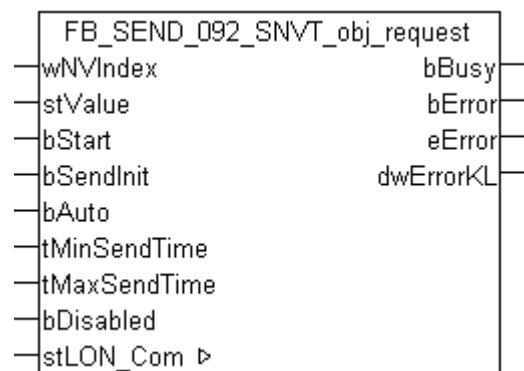 FB_SEND_092_SNVT_obj_request
wNVIndex bBusy
stValue bError
bStart eError
bSendInit dwErrorKL
bAuto
tMinSendTime
tMaxSendTime
bDisabled
stLON_Com ▷